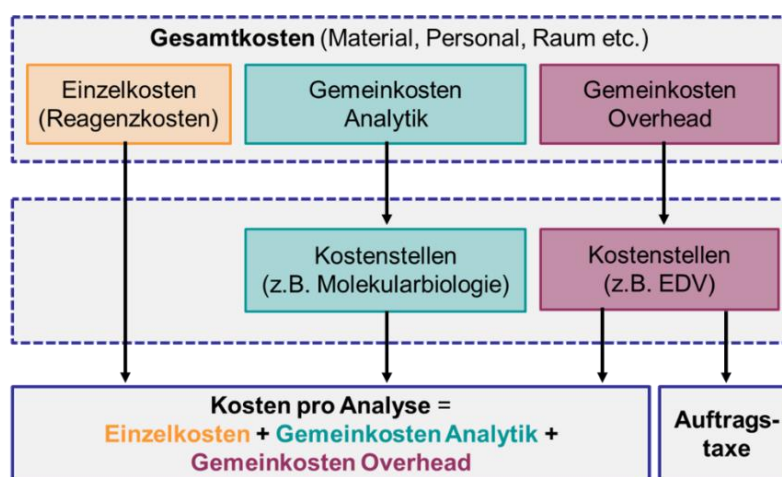 Gesamtkosten (Material, Personal, Raum etc.)
Einzelkosten
(Reagenzkosten)
Gemeinkosten
Analytik
Gemeinkosten
Overhead
Kostenstellen
(z.B. Molekularbiologie)
Kostenstellen
(z.B. EDV)
Kosten pro Analyse =
Einzelkosten + Gemeinkosten Analytik +
Gemeinkosten Overhead
Auftrags-
taxe